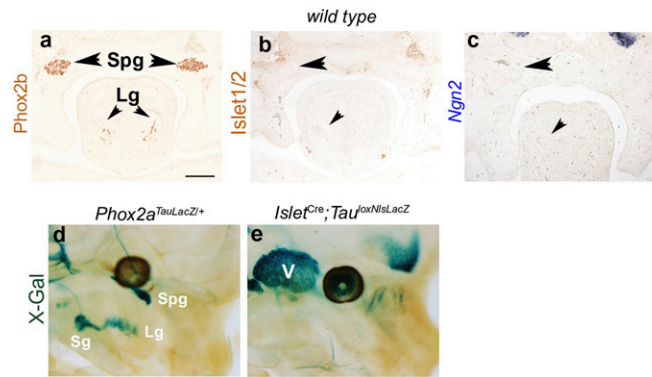 wild type
a
Spg
Lg
Phox2b
b
Islet1/2
c
Ngn2
Phox2a^TauLacZ/+
Islet^Cre;Tau^loxNlsLacZ
X-Gal
d
Spg
Sg
Lg
e
V